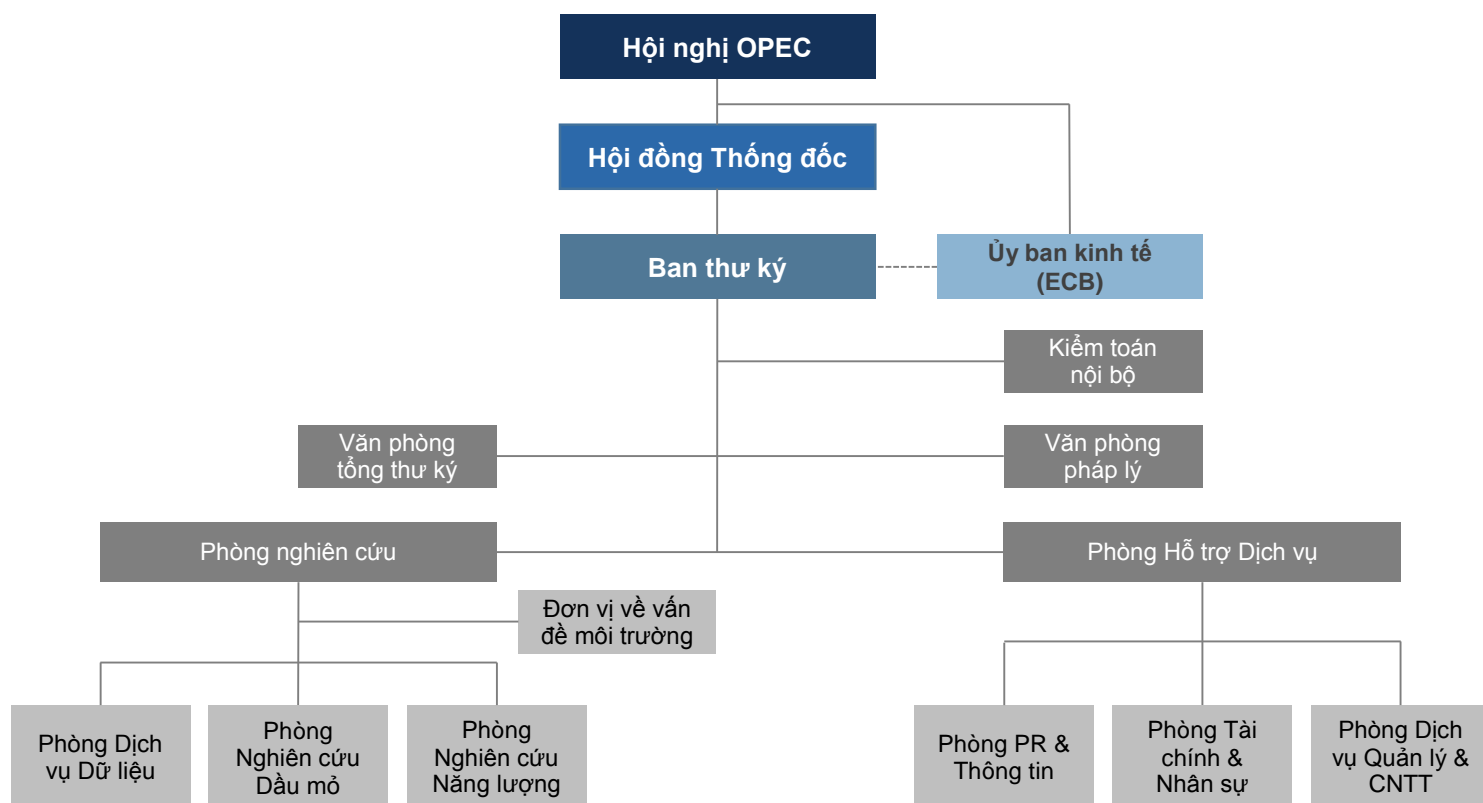 Hội nghị OPEC
Hội đồng Thống đốc
Ban thư ký
Ủy ban kinh tế
(ECB)
Kiểm toán
nội bộ
Văn phòng
tổng thư ký
Văn phòng
pháp lý
Phòng nghiên cứu
Phòng Hỗ trợ Dịch vụ
Đơn vị về vấn
đề môi trường
Phòng Dịch
vụ Dữ liệu
Phòng
Nghiên cứu
Dầu mỏ
Phòng
Nghiên cứu
Năng lượng
Phòng PR &
Thông tin
Phòng Tài
chính &
Nhân sự
Phòng Dịch
vụ Quản lý &
CNTT